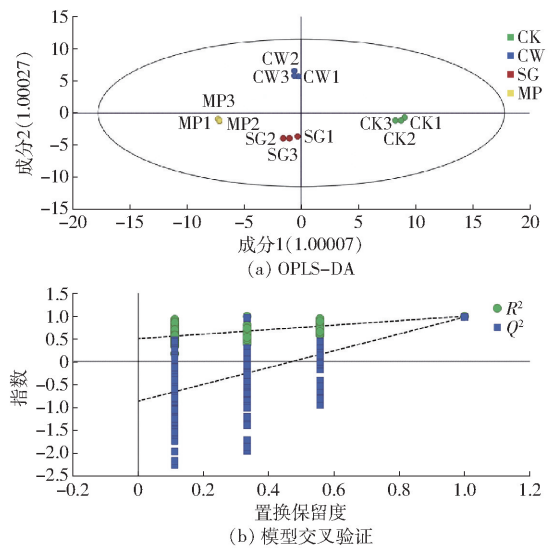 15
10
5
0
−5
−10
−15
成分2(1.00027)
CW2
CW3
CW1
MP3
MP1
MP2
SG1
SG2
SG3
CK3
CK1
CK2
CK
CW
SG
MP
−20
−15
−10
−5
0
5
10
15
20
成分1(1.00007)
(a) OPLS-DA
1.5
1.0
0.5
0
−0.5
−1.0
−1.5
−2.0
−2.5
指数
R²
Q²
−0.2
0
0.2
0.4
0.6
0.8
1.0
1.2
置换保留度
(b) 模型交叉验证